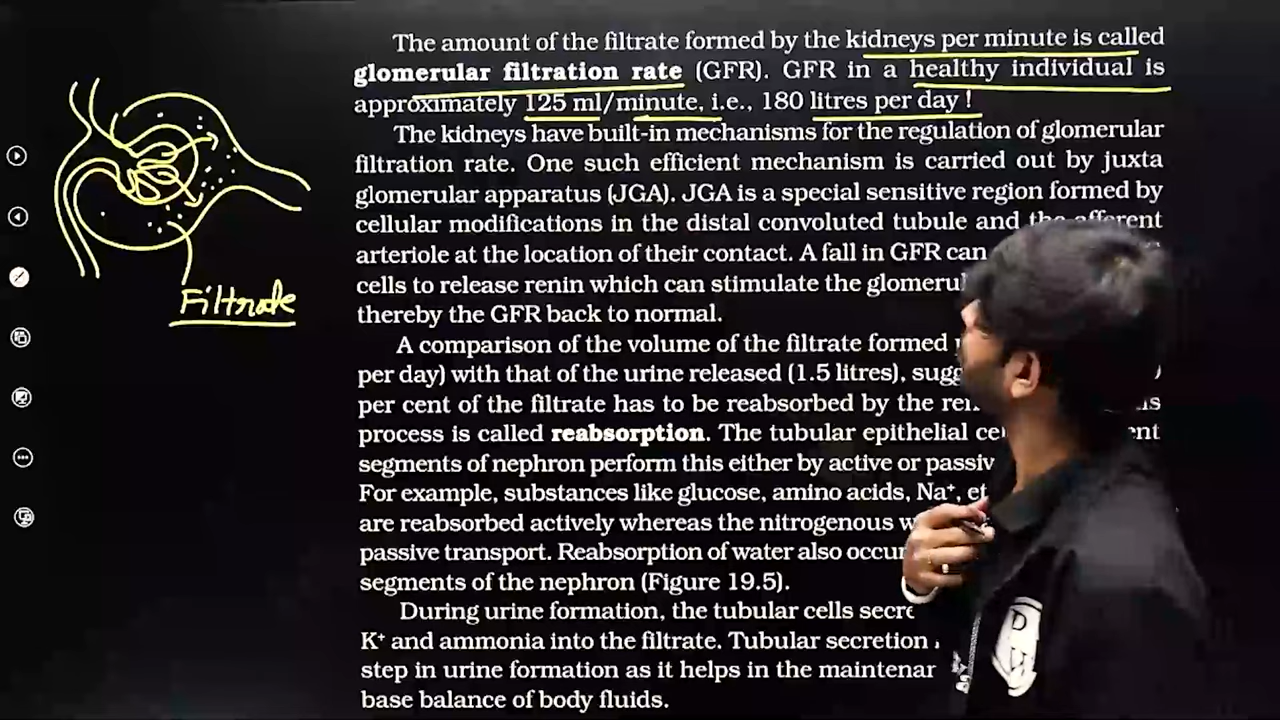 The amount of the filtrate formed by the kidneys per minute is called
glomerular filtration rate (GFR). GFR in a healthy individual is
approximately 125 ml/minute, i.e., 180 litres per day !
The kidneys have built-in mechanisms for the regulation of glomerular
filtration rate. One such efficient mechanism is carried out by juxta
glomerular apparatus (JGA). JGA is a special sensitive region formed by
cellular modifications in the distal convoluted tubule and the afferent
arteriole at the location of their contact. A fall in GFR can
cells to release renin which can stimulate the
thereby the GFR back to normal.
A comparison of the volume of the filtrate formed
per day) with that of the urine released (1.5 litres),
per cent of the filtrate has to be reabsorbed by the
process is called reabsorption. The tubular epithelial
segments of nephron perform this either by active or
For example, substances like glucose, amino acids, Na⁺,
are reabsorbed actively whereas the nitrogenous
passive transport. Reabsorption of water also
segments of the nephron (Figure 19.5).
During urine formation, the tubular cells
K⁺ and ammonia into the filtrate. Tubular secretion
step in urine formation as it helps in the
base balance of body fluids.
Filtrate